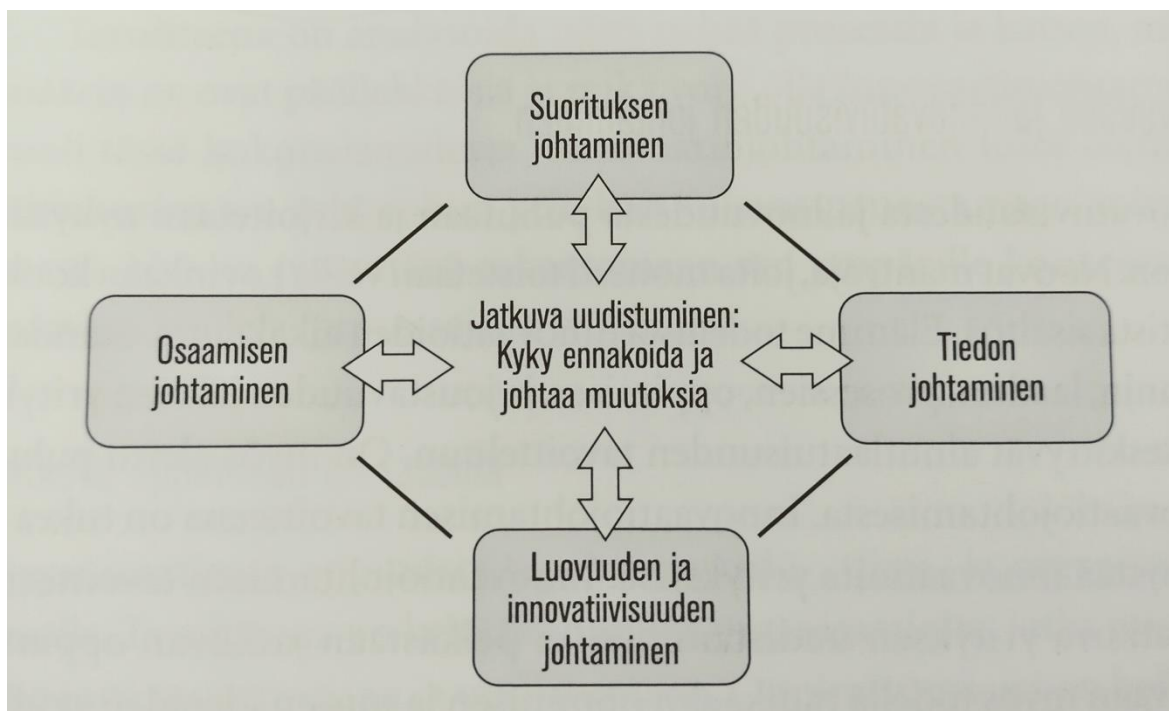 Suorituksen
johtaminen
Osaamisen
johtaminen
Jatkuva uudistuminen:
Kyky ennakoida ja
johtaa muutoksia
Tiedon
johtaminen
Luovuuden ja
innovatiivisuuden
johtaminen